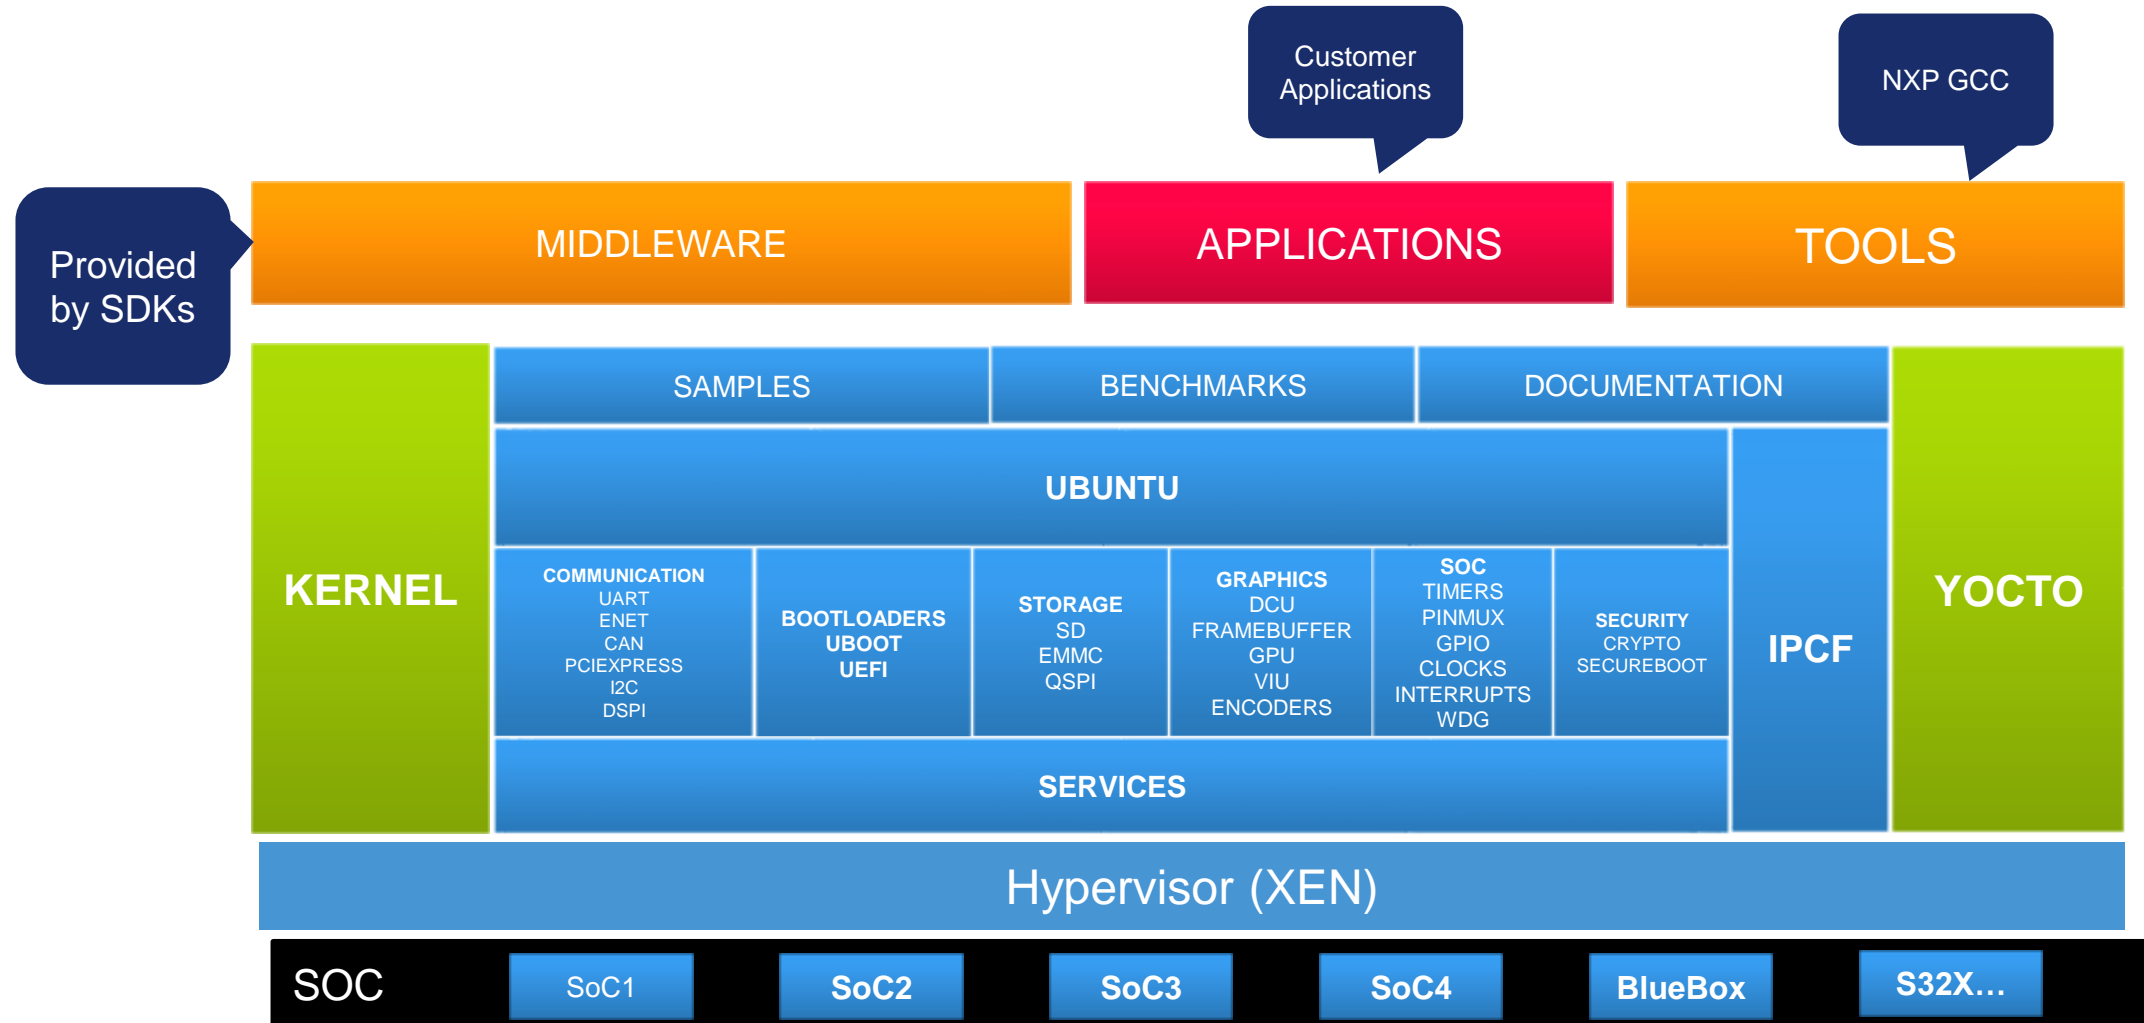 Customer
Applications
NXP GCC
Provided
by SDKs
MIDDLEWARE
APPLICATIONS
TOOLS
KERNEL
SAMPLES
BENCHMARKS
DOCUMENTATION
YOCTO
UBUNTU
IPCF
COMMUNICATION
UART
ENET
CAN
PCIEXPRESS
I2C
DSPI
BOOTLOADERS
UBOOT
UEFI
STORAGE
SD
EMMC
QSPI
GRAPHICS
DCU
FRAMEBUFFER
GPU
VIU
ENCODERS
SOC
TIMERS
PINMUX
GPIO
CLOCKS
INTERRUPTS
WDG
SECURITY
CRYPTO
SECUREBOOT
SERVICES
Hypervisor (XEN)
SOC
SoC1
SoC2
SoC3
SoC4
BlueBox
S32X…